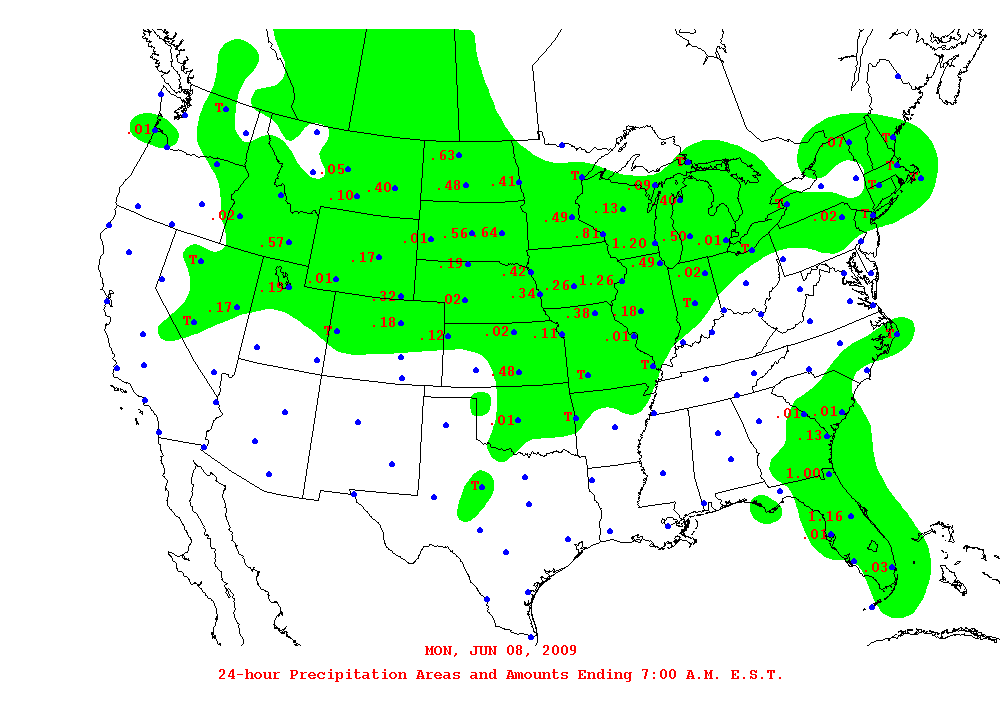 T
.01 T .07
.63 T
.05 T
.10 .40 .48 .41 T .09 T T
.02 .49 .13 .40 T .02 T
.57 .01 .56 .64 .81 1.20 .50 .01 T
T .17 .19 .42 .49 .02
.19 .01 .34 .26 1.26
.17 .32 .02 .38 .18 T
T T .18 .12 .02 .11 .01 T
.48 T T
.01 T .01 .01
.13
T 1.00
1.16
.01
.03
MON, JUN 08, 2009
24-hour Precipitation Areas and Amounts Ending 7:00 A.M. E.S.T.